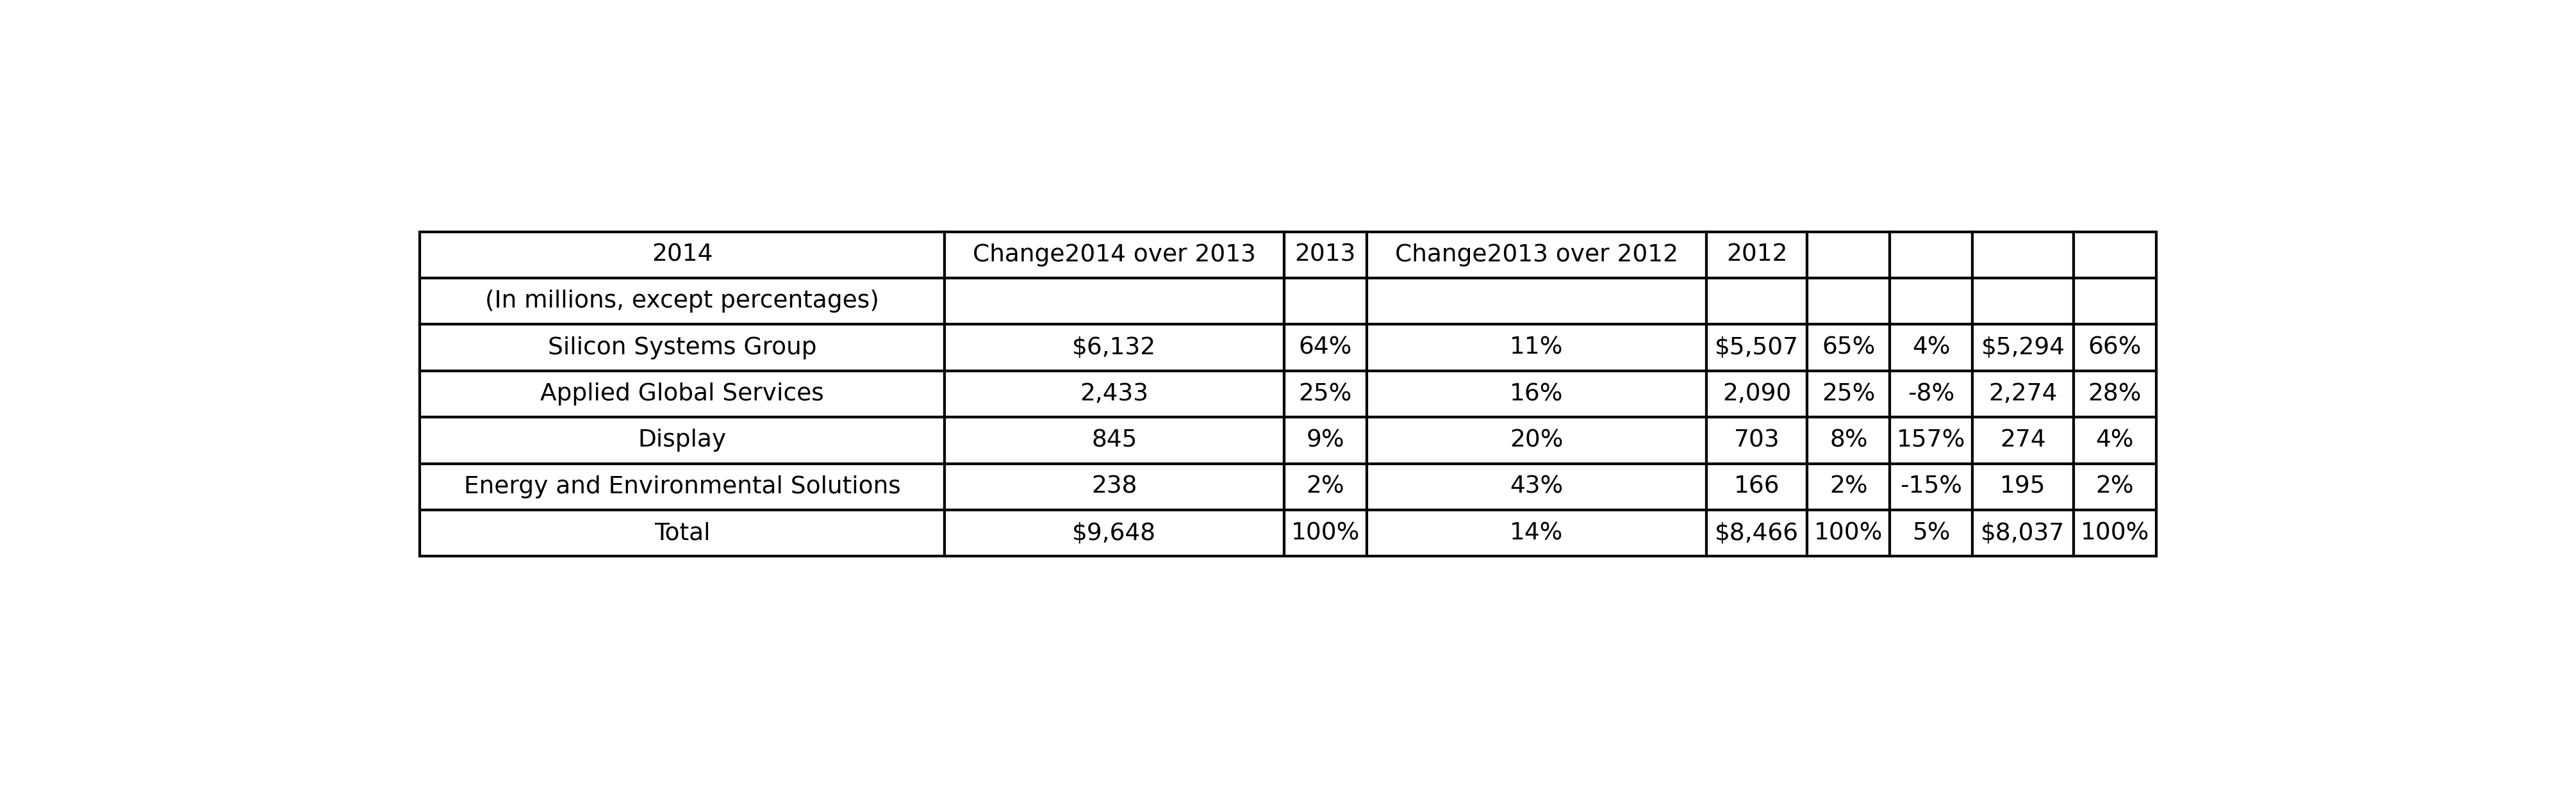 2014 Change2014 over 2013 2013 Change2013 over 2012 2012
(In millions, except percentages)
Silicon Systems Group $6,132 64% 11% $5,507 65% 4% $5,294 66%
Applied Global Services 2,433 25% 16% 2,090 25% -8% 2,274 28%
Display 845 9% 20% 703 8% 157% 274 4%
Energy and Environmental Solutions 238 2% 43% 166 2% -15% 195 2%
Total $9,648 100% 14% $8,466 100% 5% $8,037 100%